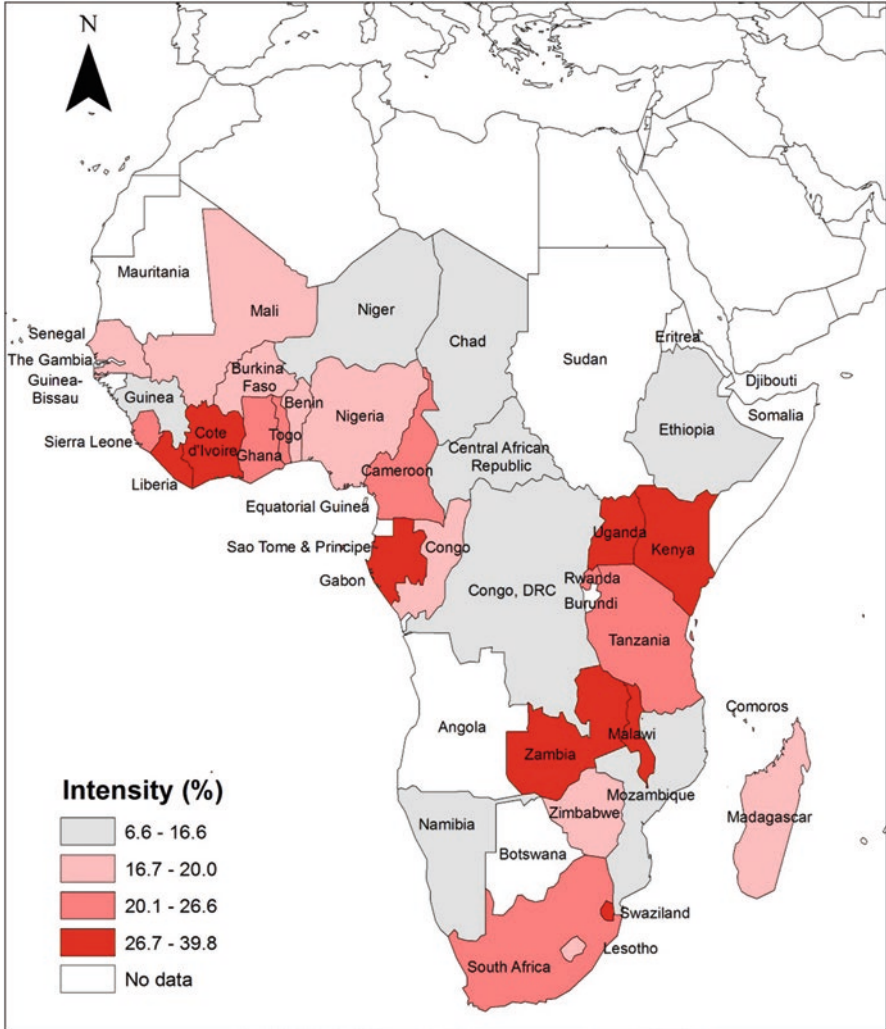 N
Mauritania
Mali
Niger
Chad
Sudan
Eritrea
Senegal
The Gambia
Guinea-
Bissau
Burkina
Faso
Djibouti
Guinea
Benin
Nigeria
Somalia
Ethiopia
Sierra Leone
Cote
d'Ivoire
Ghana
Togo
Central African
Republic
Cameroon
Liberia
Equatorial Guinea
Uganda
Kenya
Sao Tome & Principe
Congo
Gabon
Congo, DRC
Rwanda
Burundi
Tanzania
Comoros
Angola
Malawi
Zambia
Mozambique
Zimbabwe
Madagascar
Namibia
Botswana
Swaziland
Lesotho
South Africa
Intensity (%)
6.6 - 16.6
16.7 - 20.0
20.1 - 26.6
26.7 - 39.8
No data